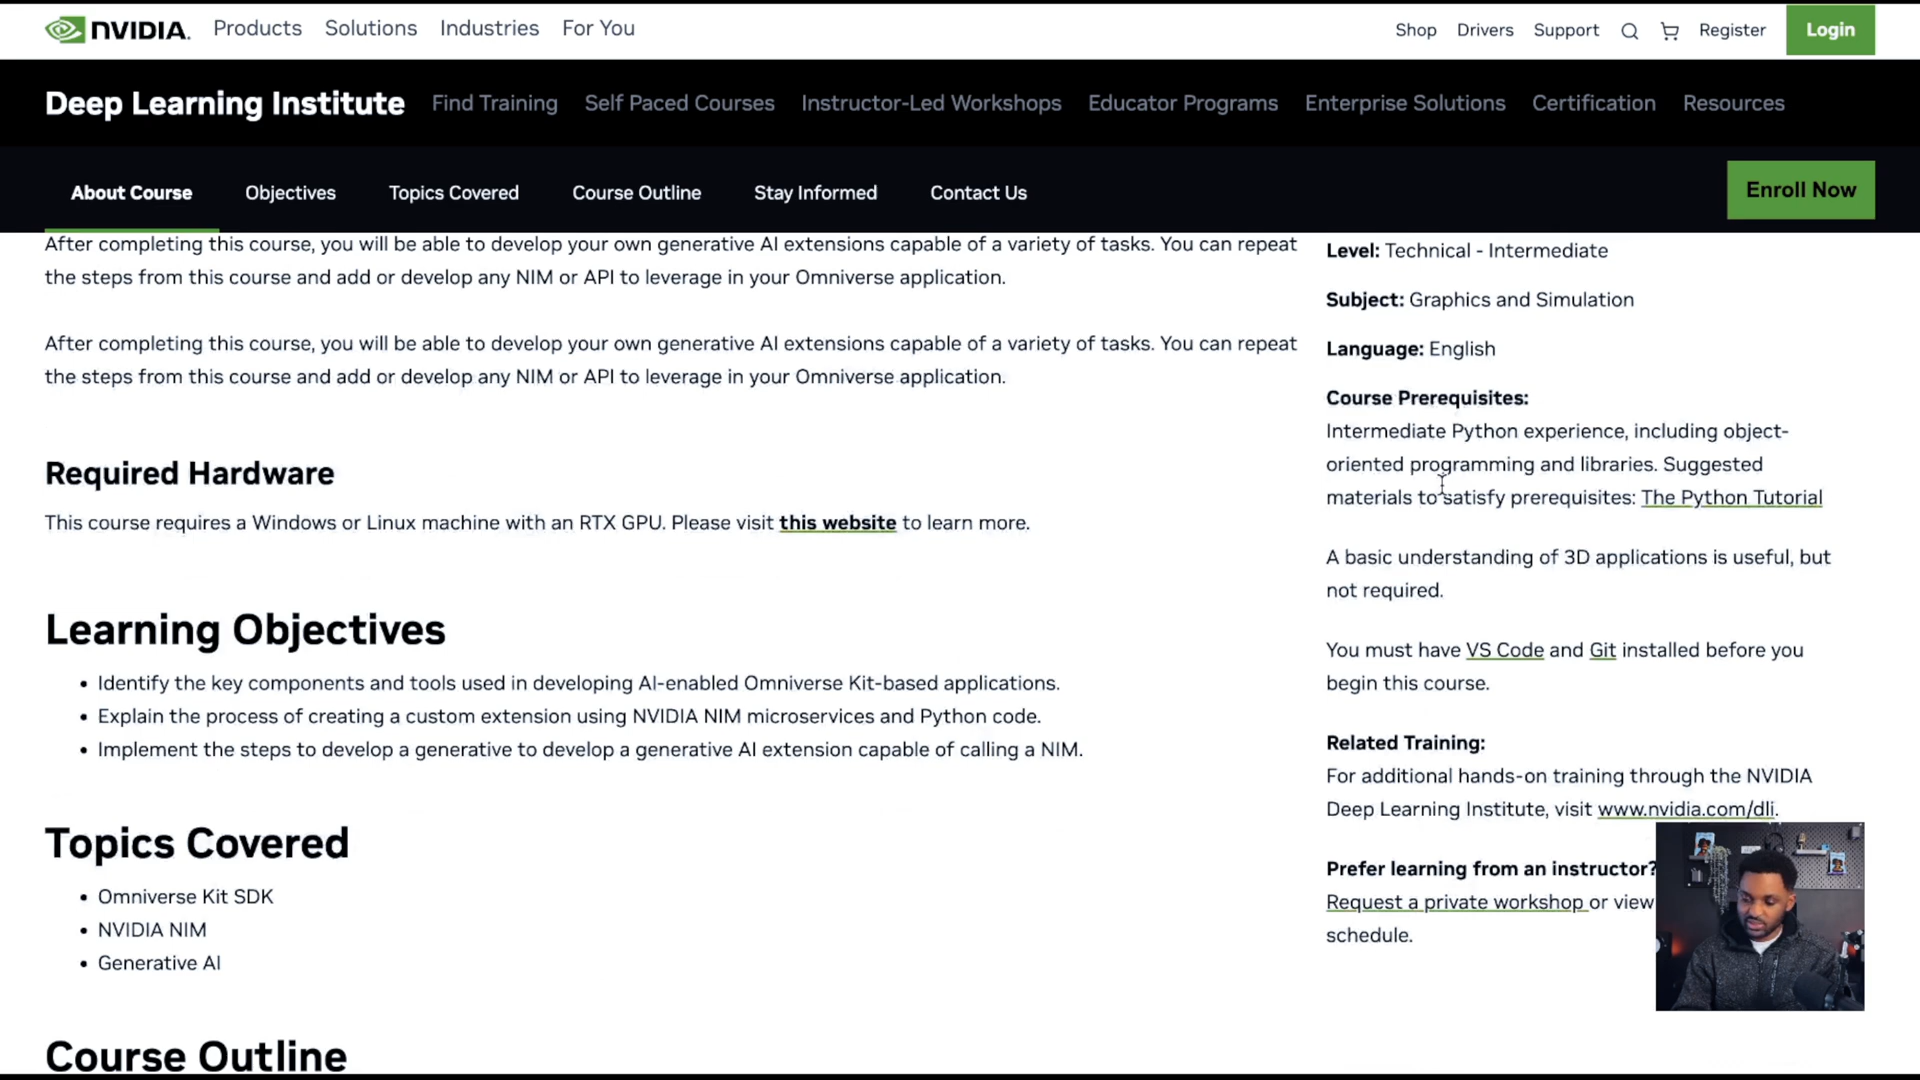 NVIDIA.
Products
Solutions
Industries
For You
Shop
Drivers
Support
Register
Login
Deep Learning Institute
Find Training
Self Paced Courses
Instructor-Led Workshops
Educator Programs
Enterprise Solutions
Certification
Resources
About Course
Objectives
Topics Covered
Course Outline
Stay Informed
Contact Us
Enroll Now
After completing this course, you will be able to develop your own generative AI extensions capable of a variety of tasks. You can repeat
the steps from this course and add or develop any NIM or API to leverage in your Omniverse application.
After completing this course, you will be able to develop your own generative AI extensions capable of a variety of tasks. You can repeat
the steps from this course and add or develop any NIM or API to leverage in your Omniverse application.
Required Hardware
This course requires a Windows or Linux machine with an RTX GPU. Please visit this website to learn more.
Learning Objectives
• Identify the key components and tools used in developing AI-enabled Omniverse Kit-based applications.
• Explain the process of creating a custom extension using NVIDIA NIM microservices and Python code.
• Implement the steps to develop a generative to develop a generative AI extension capable of calling a NIM.
Topics Covered
• Omniverse Kit SDK
• NVIDIA NIM
• Generative AI
Course Outline
Level: Technical - Intermediate
Subject: Graphics and Simulation
Language: English
Course Prerequisites:
Intermediate Python experience, including object-
oriented programming and libraries. Suggested
materials to satisfy prerequisites: The Python Tutorial
A basic understanding of 3D applications is useful, but
not required.
You must have VS Code and Git installed before you
begin this course.
Related Training:
For additional hands-on training through the NVIDIA
Deep Learning Institute, visit www.nvidia.com/dli.
Prefer learning from an instructor?
Request a private workshop or view
schedule.